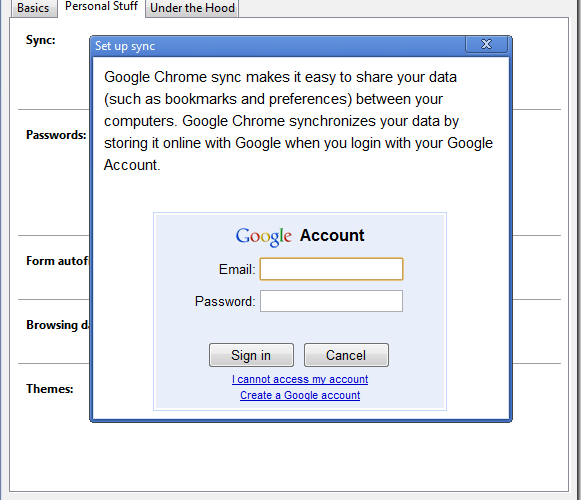 Basics Personal Stuff Under the Hood
Sync:
Set up sync
Google Chrome sync makes it easy to share your data
(such as bookmarks and preferences) between your
computers. Google Chrome synchronizes your data by
storing it online with Google when you login with your Google
Account.
Passwords:
Google Account
Email:
Password:
Sign in Cancel
I cannot access my account
Create a Google account
Form autof
Browsing da
Themes: